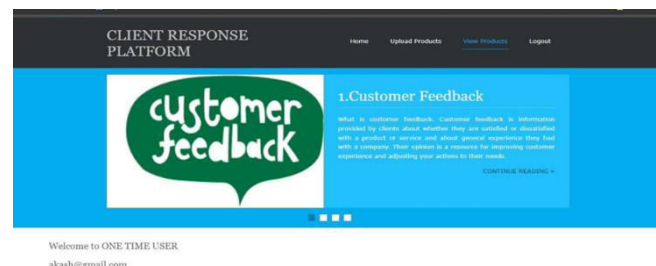 CLIENT RESPONSE
PLATFORM
Home Upload Products View Products Logout
customer
feedback
1.Customer Feedback
What is customer feedback. Customer feedback is information
provided by clients about whether they are satisfied or dissatisfied
with a product or service and about general experience they had
with a company. Their opinion is a resource for improving customer
experience and adjusting your actions to their needs.
CONTINUE READING »
Welcome to ONE TIME USER
akash@gmail.com